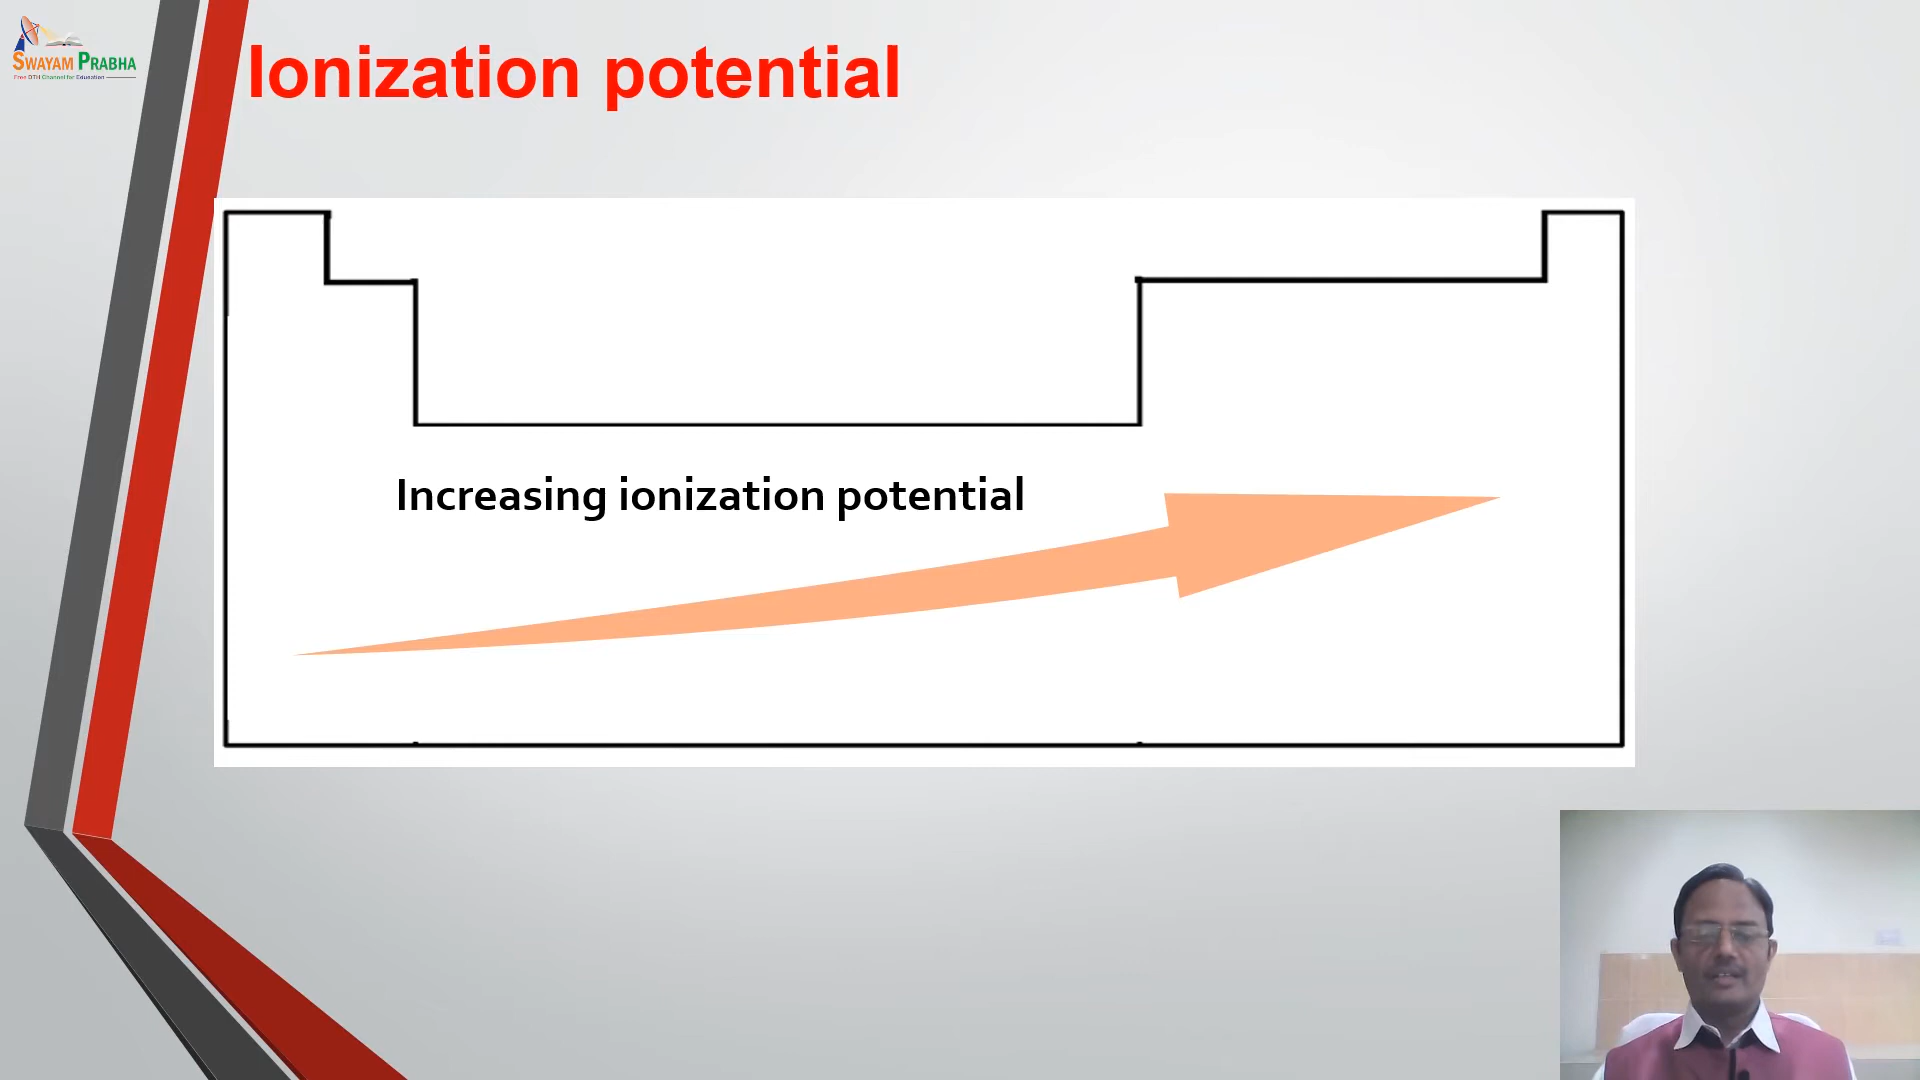 SWAYAM PRABHA
Free DTH Channel for Education
Ionization potential
Increasing ionization potential